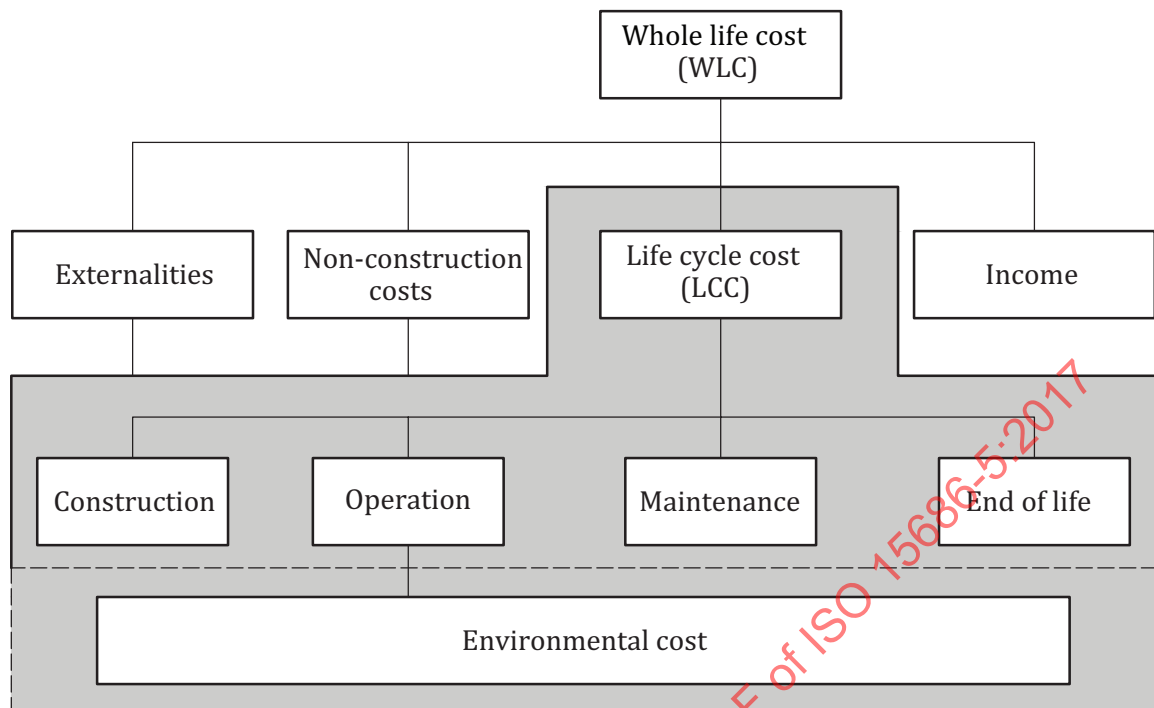 Whole life cost
(WLC)
Externalities
Non-construction
costs
Life cycle cost
(LCC)
Income
Construction
Operation
Maintenance
End of life
Environmental cost
F of ISO 15686-5:2017